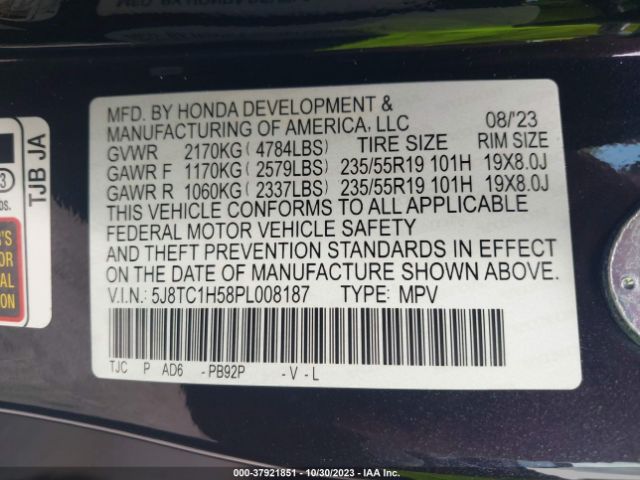 MFD. BY HONDA DEVELOPMENT &
MANUFACTURING OF AMERICA, LLC 08/'23
GVWR 2170KG ( 4784LBS) TIRE SIZE RIM SIZE
GAWR F 1170KG ( 2579LBS) 235/55R19 101H 19X8.0J
GAWR R 1060KG ( 2337LBS) 235/55R19 101H 19X8.0J
THIS VEHICLE CONFORMS TO ALL APPLICABLE
FEDERAL MOTOR VEHICLE SAFETY
AND THEFT PREVENTION STANDARDS IN EFFECT
ON THE DATE OF MANUFACTURE SHOWN ABOVE.
V.I.N.: 5J8TC1H58PL008187 TYPE: MPV
TJC P AD6 -PB92P -V-L
TJB JA
000-37921851 - 10/30/2023 - IAA Inc.